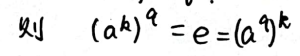 则 (a^k)^q = e = (a^q)^k